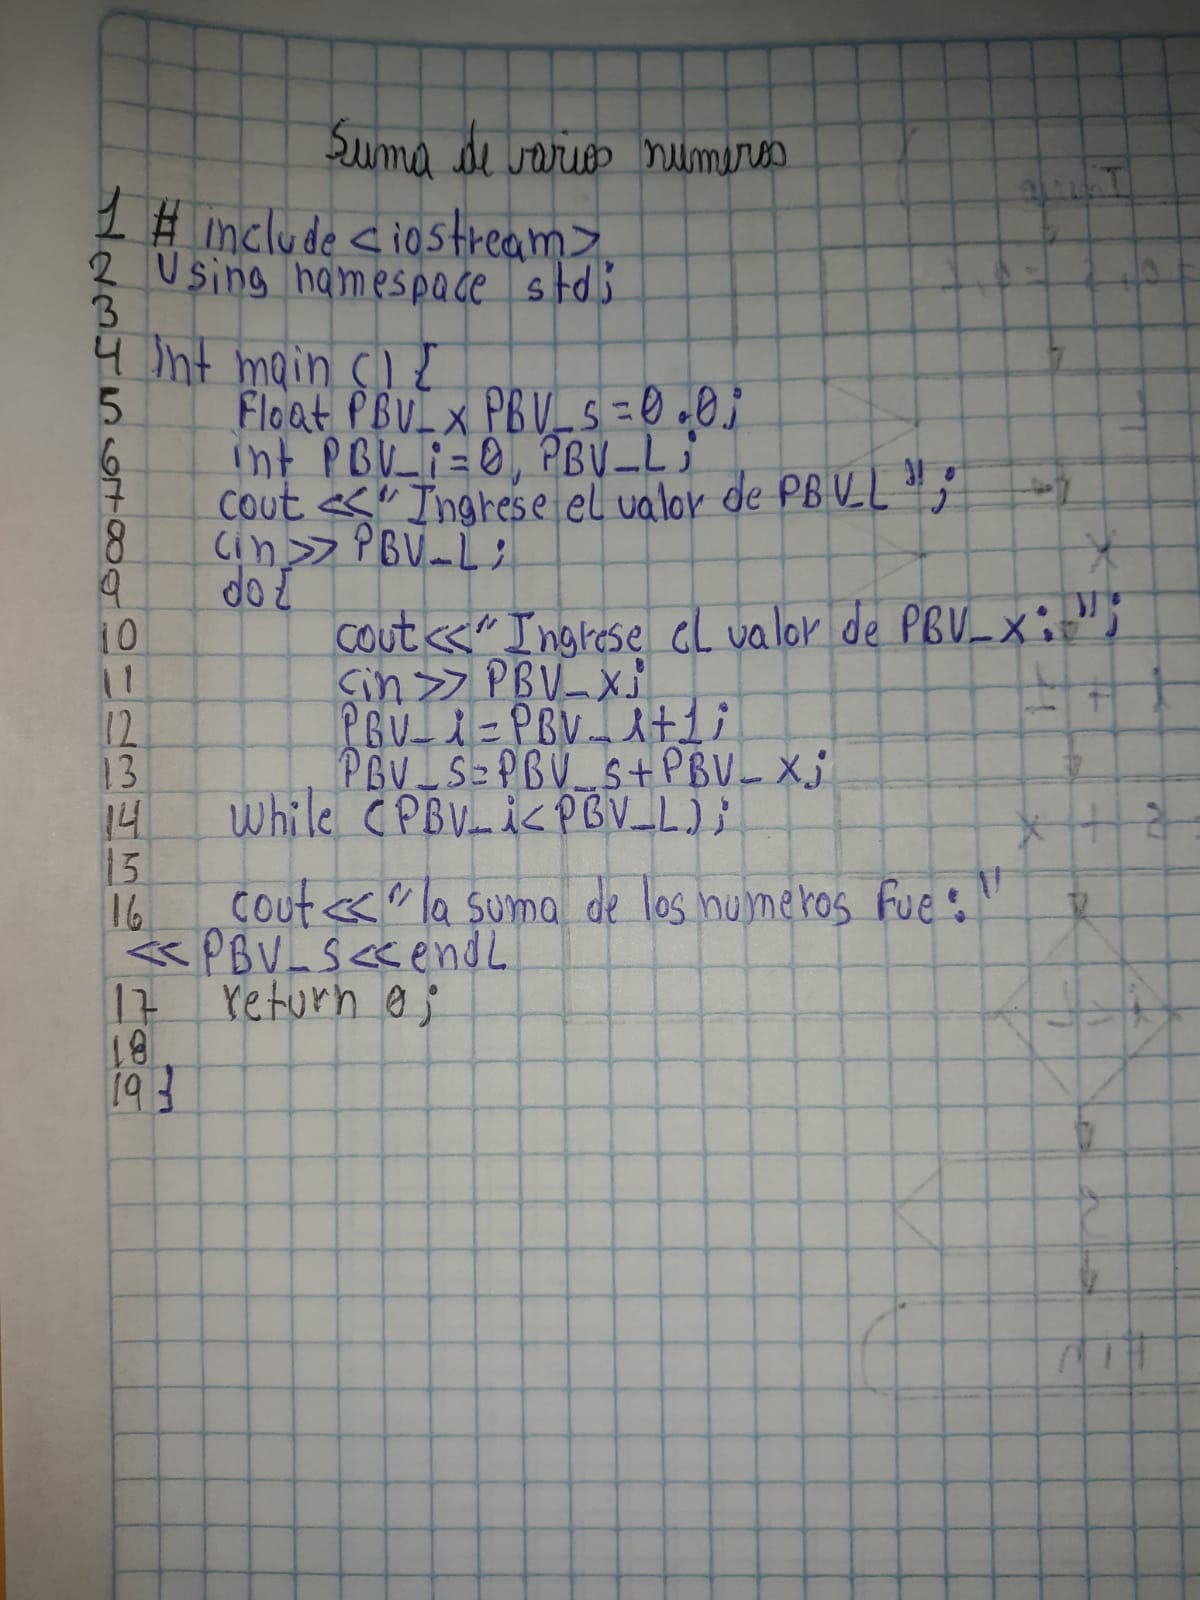 Suma de varios numeros
1 # include <iostream>
2 Using namespace std;
3
4 int main () {
5 Float PBV_x PBV_s=0.0;
6 int PBV_i=0, PBV_L;
7 cout <<"Ingrese el valor de PBV_L";
8 cin >> PBV_L;
9 do{
10 cout<<"Ingrese el valor de PBV_x:";
11 cin >> PBV_x;
12 PBV_i=PBV_i+1;
13 PBV_s=PBV_s+PBV_x;
14 While (PBV_i<PBV_L);
15
16 cout<<"la suma de los numeros Fue:"
<<PBV_s<<endL
17 return 0;
18
19 }